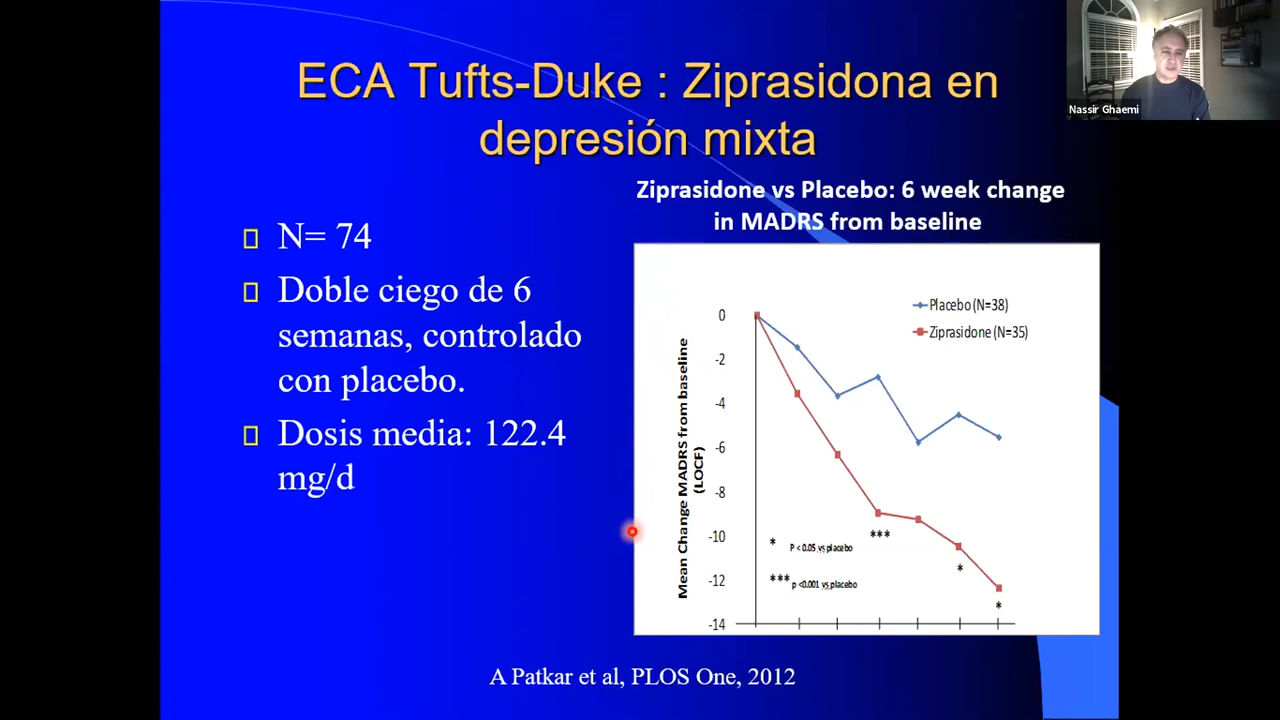 ECA Tufts-Duke : Ziprasidona en
depresión mixta
Nassir Ghaemi
N= 74
Doble ciego de 6
semanas, controlado
con placebo.
Dosis media: 122.4
mg/d
Ziprasidone vs Placebo: 6 week change
in MADRS from baseline
Placebo (N=38)
Ziprasidone (N=35)
Mean Change MADRS from baseline
(LOCF)
0
-2
-4
-6
-8
-10
-12
-14
***
*
*
* P < 0.05 vs placebo
*** p <0.001 vs placebo
A Patkar et al, PLOS One, 2012